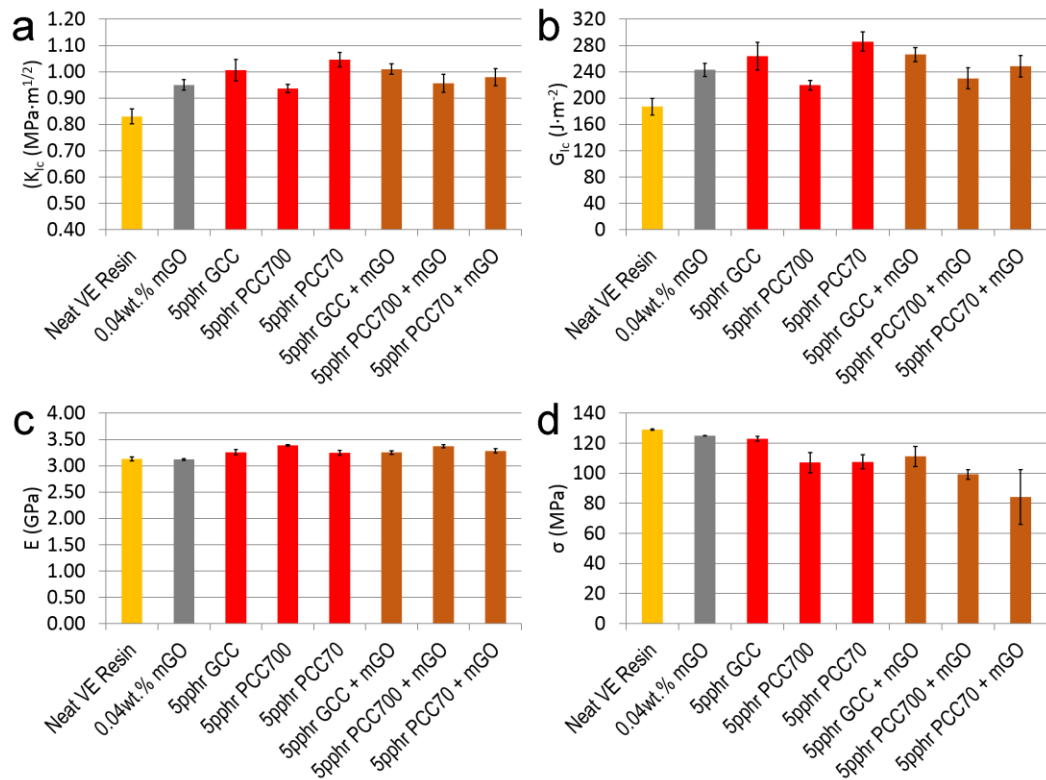 a
(K_Ic (MPa·m^1/2)
1.20
1.10
1.00
0.90
0.80
0.70
0.60
0.50
0.40
Neat VE Resin
0.04wt.% mGO
5pphr GCC
5pphr PCC700
5pphr PCC70
5pphr GCC + mGO
5pphr PCC700 + mGO
5pphr PCC70 + mGO
b
G_Ic (J·m^-2)
320
280
240
200
160
120
80
40
0
Neat VE Resin
0.04wt.% mGO
5pphr GCC
5pphr PCC700
5pphr PCC70
5pphr GCC + mGO
5pphr PCC700 + mGO
5pphr PCC70 + mGO
c
E (GPa)
4.00
3.50
3.00
2.50
2.00
1.50
1.00
0.50
0.00
Neat VE Resin
0.04wt.% mGO
5pphr GCC
5pphr PCC700
5pphr PCC70
5pphr GCC + mGO
5pphr PCC700 + mGO
5pphr PCC70 + mGO
d
σ (MPa)
140
120
100
80
60
40
20
0
Neat VE Resin
0.04wt.% mGO
5pphr GCC
5pphr PCC700
5pphr PCC70
5pphr GCC + mGO
5pphr PCC700 + mGO
5pphr PCC70 + mGO